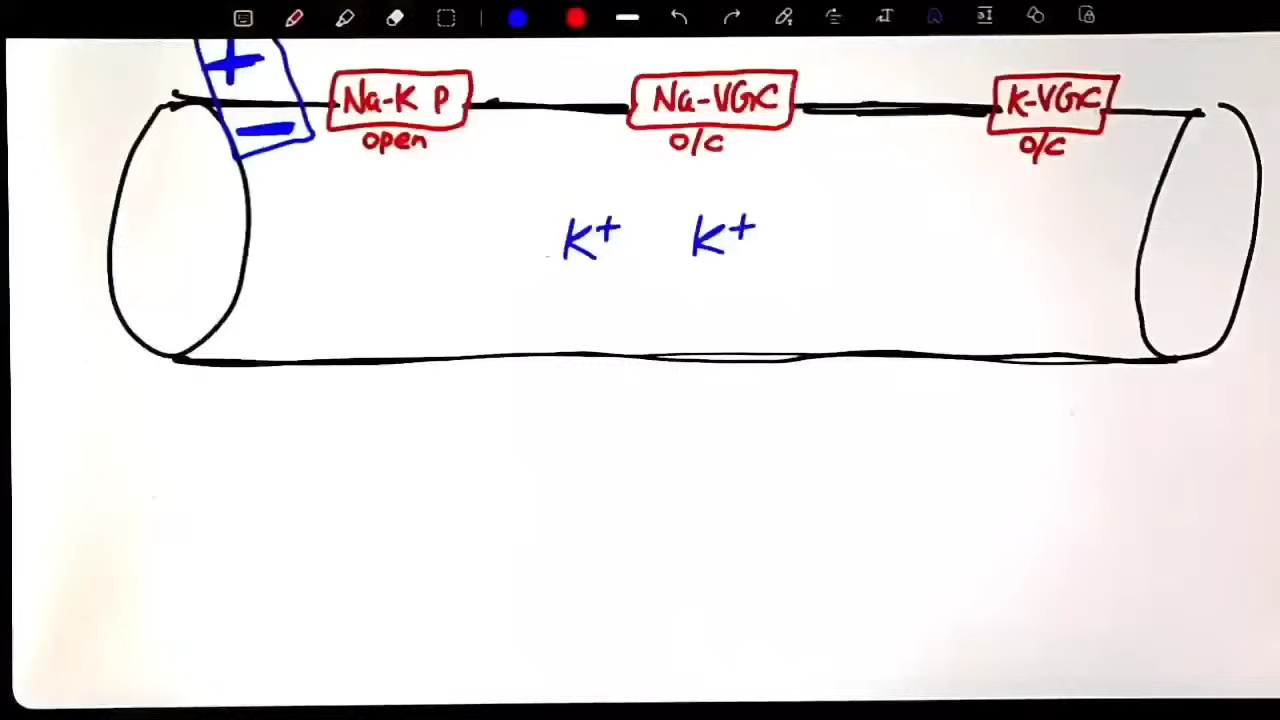 +
Na-K P Na-VGC K-VGC
− open O/C O/C
K+ K+